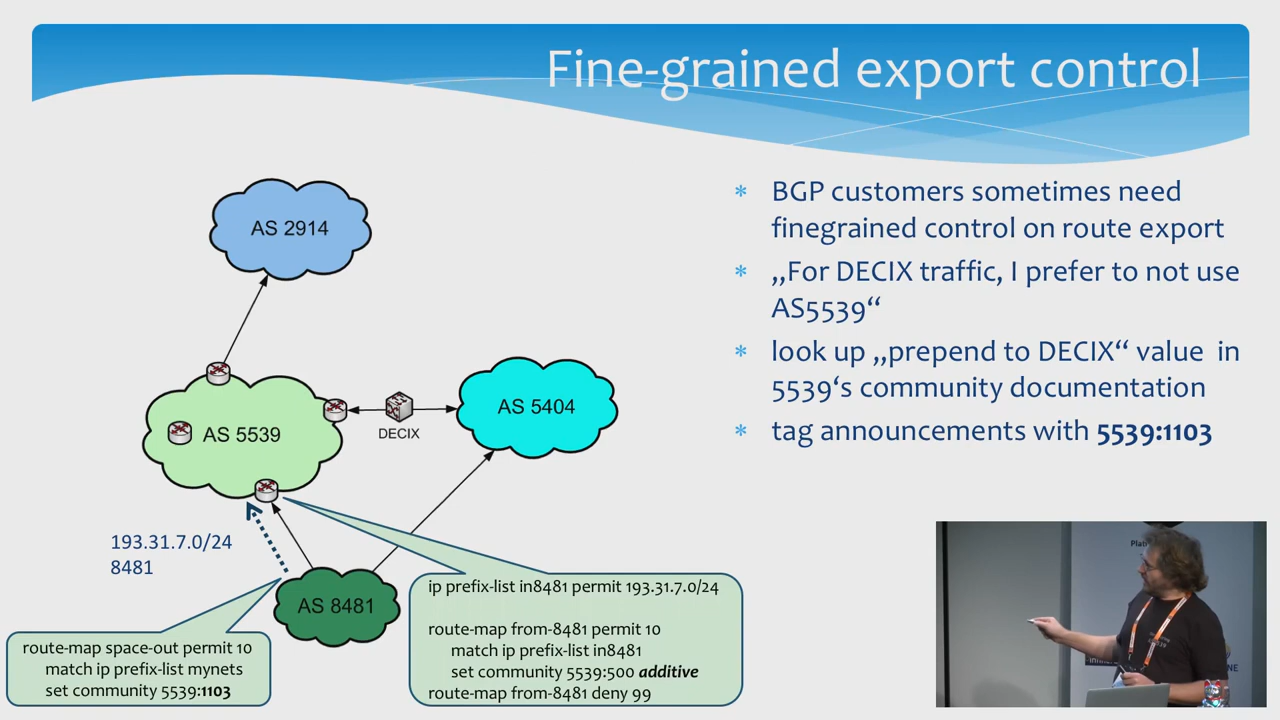 Fine-grained export control
AS 2914
AS 5539
DECIX
AS 5404
193.31.7.0/24
8481
AS 8481
route-map space-out permit 10
match ip prefix-list mynets
set community 5539:1103
ip prefix-list in8481 permit 193.31.7.0/24
route-map from-8481 permit 10
match ip prefix-list in8481
set community 5539:500 additive
route-map from-8481 deny 99
* BGP customers sometimes need
finegrained control on route export
* „For DECIX traffic, I prefer to not use
AS5539“
* look up „prepend to DECIX“ value in
5539‘s community documentation
* tag announcements with 5539:1103